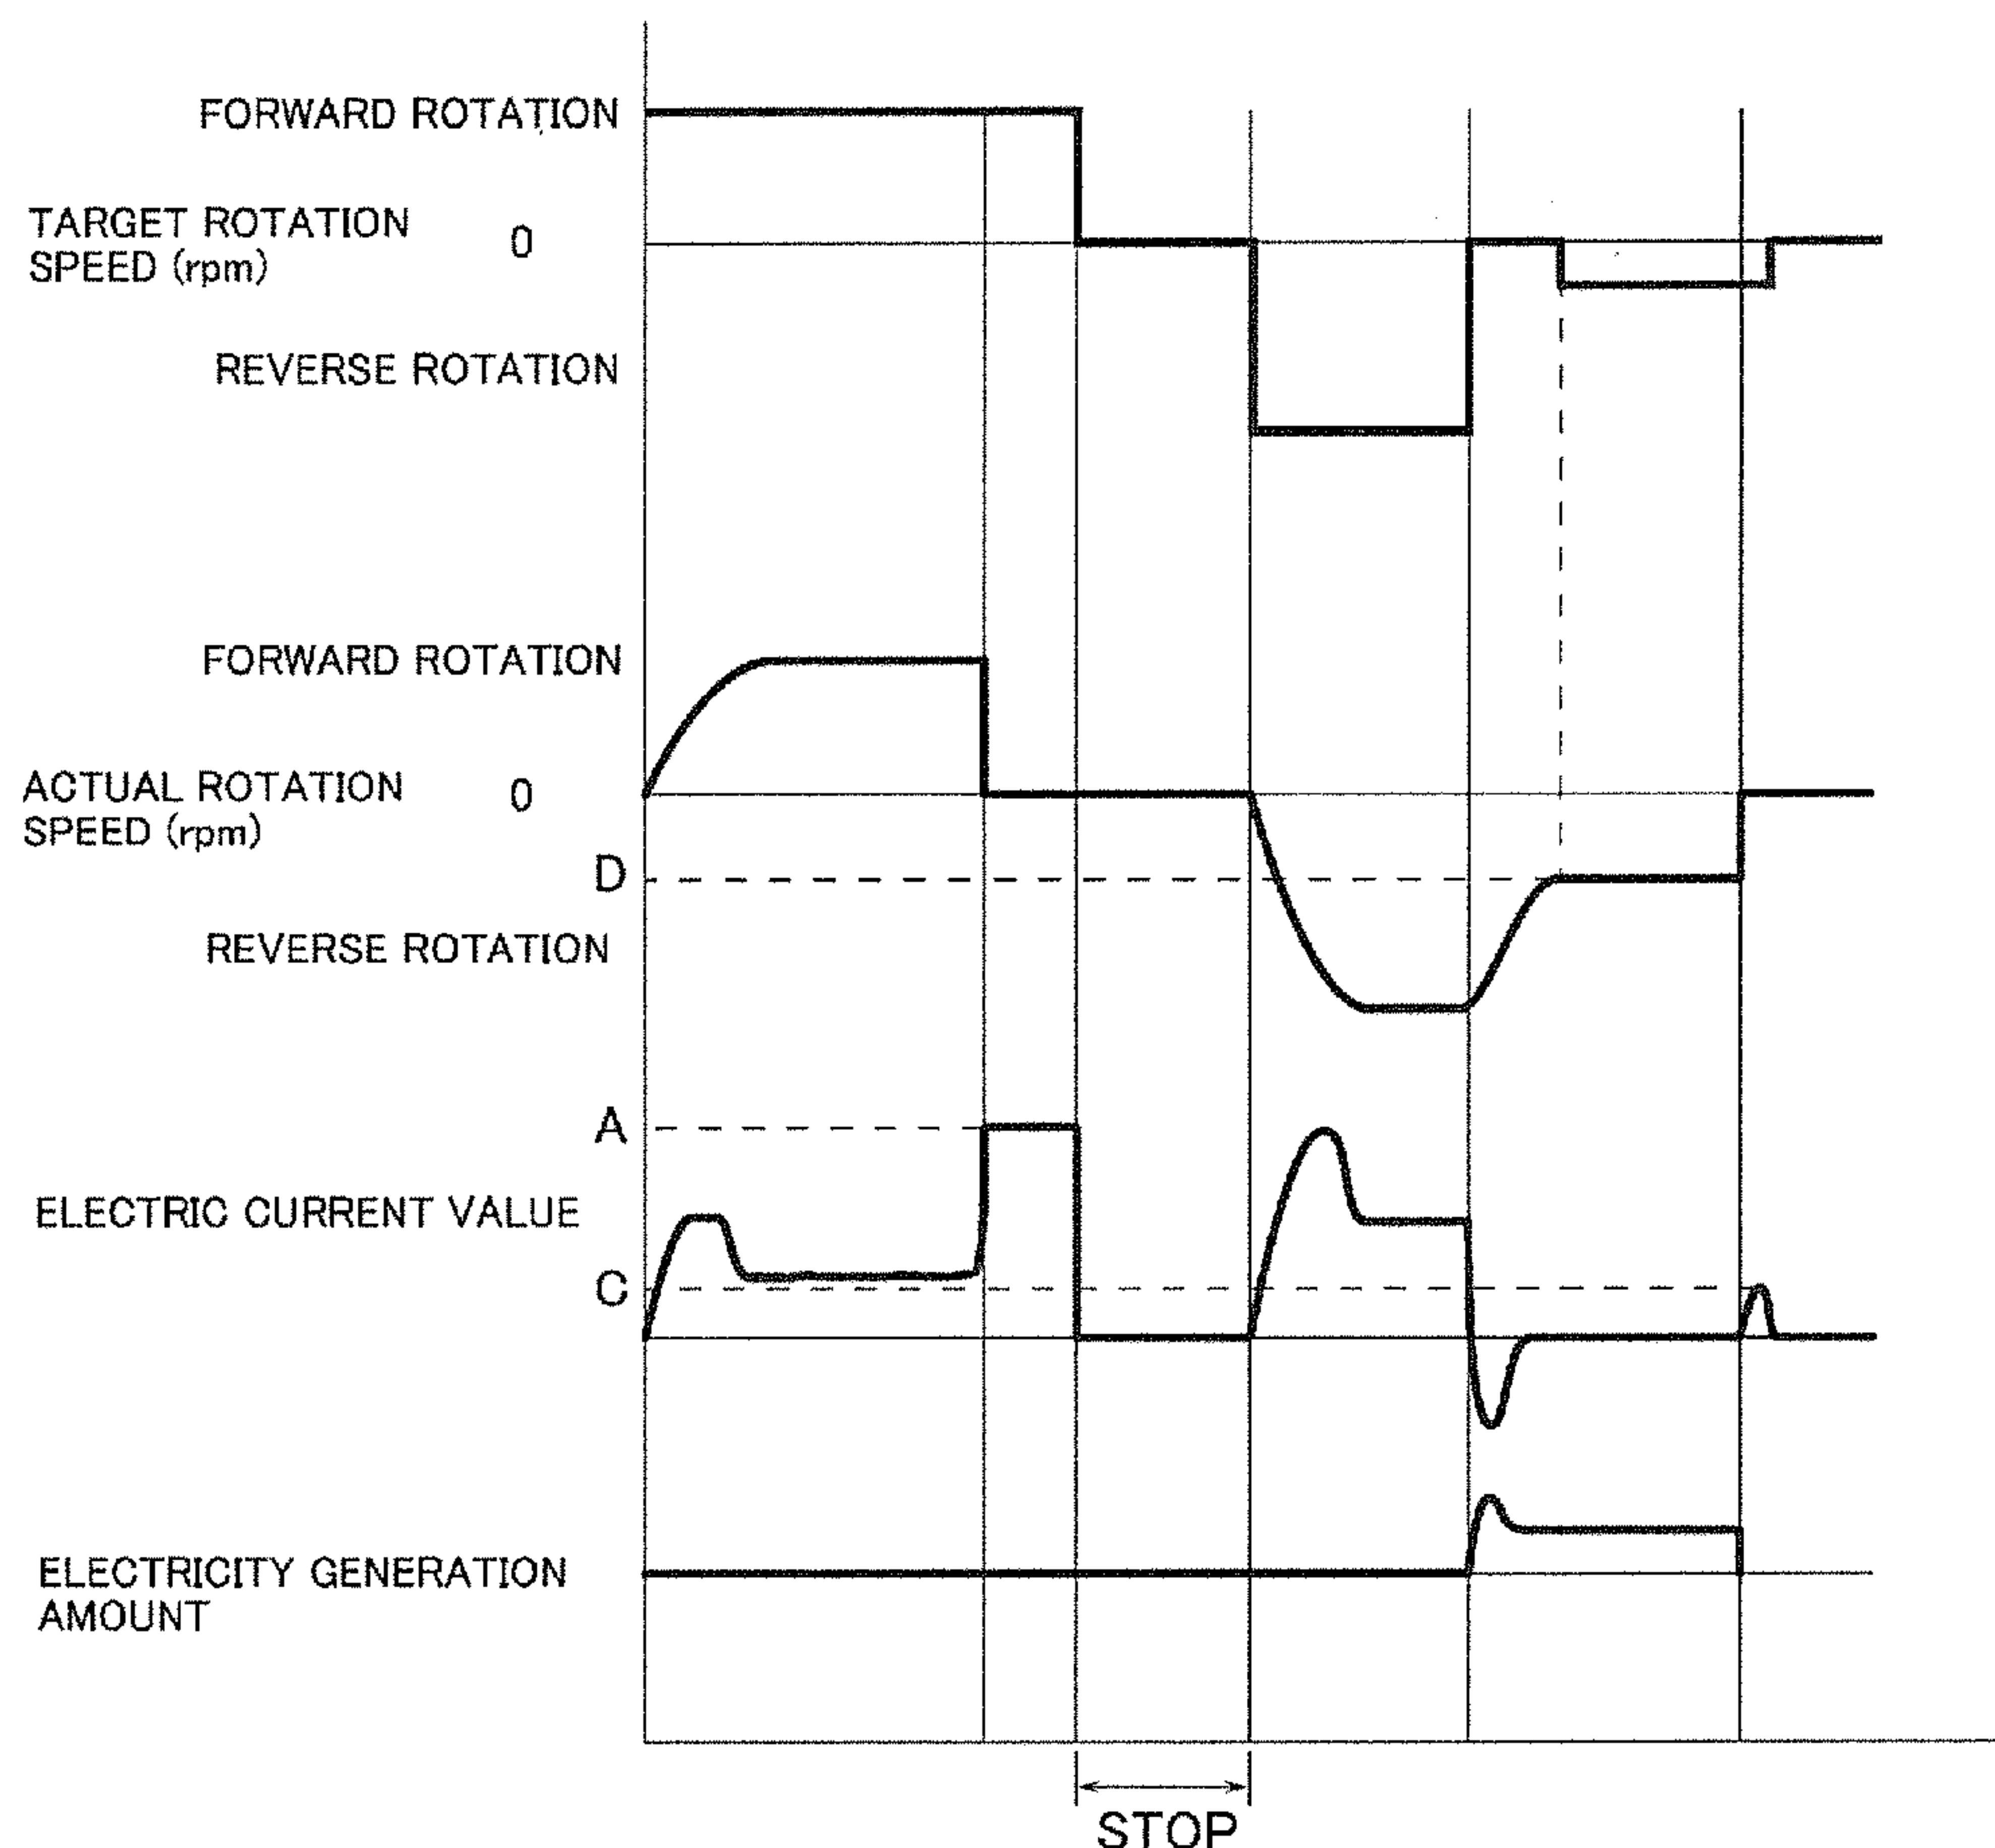 FORWARD ROTATION
TARGET ROTATION
SPEED (rpm)
0
REVERSE ROTATION
FORWARD ROTATION
ACTUAL ROTATION
SPEED (rpm)
0
D
REVERSE ROTATION
A
ELECTRIC CURRENT VALUE
C
ELECTRICITY GENERATION
AMOUNT
STOP